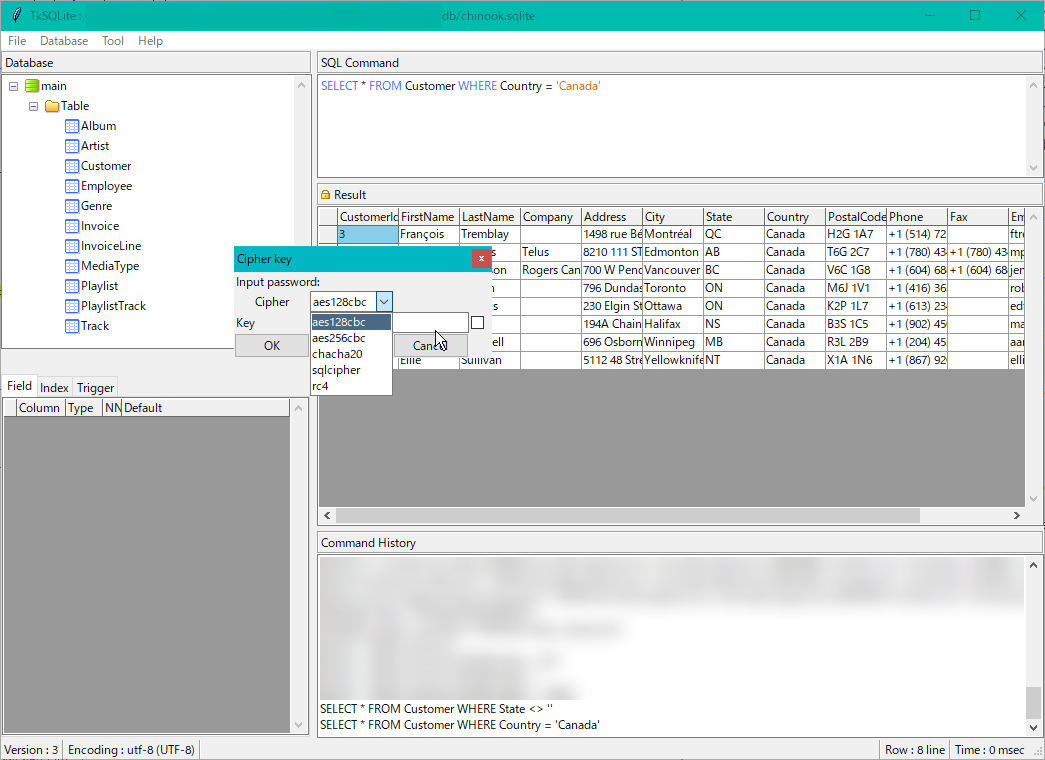 TkSQLite :
db/chinook.sqlite
File Database Tool Help
Database
main
Table
Album
Artist
Customer
Employee
Genre
Invoice
InvoiceLine
MediaType
Playlist
PlaylistTrack
Track
Field Index Trigger
Column Type NN Default
SQL Command
SELECT * FROM Customer WHERE Country = 'Canada'
Result
CustomerId FirstName LastName Company Address City State Country PostalCode Phone Fax Em
3 François Tremblay 1498 rue Bé Montréal QC Canada H2G 1A7 +1 (514) 72 ftre
s Telus 8210 111 ST Edmonton AB Canada T6G 2C7 +1 (780) 43 +1 (780) 43 mp
on Rogers Can 700 W Penc Vancouver BC Canada V6C 1G8 +1 (604) 68 +1 (604) 68 jen
796 Dundas Toronto ON Canada M6J 1V1 +1 (416) 36 rob
230 Elgin St Ottawa ON Canada K2P 1L7 +1 (613) 23 edf
194A Chain Halifax NS Canada B3S 1C5 +1 (902) 45 ma
ell 696 Osborn Winnipeg MB Canada R3L 2B9 +1 (204) 45 aar
Ellie Sullivan 5112 48 Stre Yellowknife NT Canada X1A 1N6 +1 (867) 92 elli
Cipher key
x
Input password:
Cipher aes128cbc
Key
OK Cancel
aes128cbc
aes256cbc
chacha20
sqlcipher
rc4
Command History
SELECT * FROM Customer WHERE State <> ''
SELECT * FROM Customer WHERE Country = 'Canada'
Version : 3 Encoding : utf-8 (UTF-8) Row : 8 line Time : 0 msec